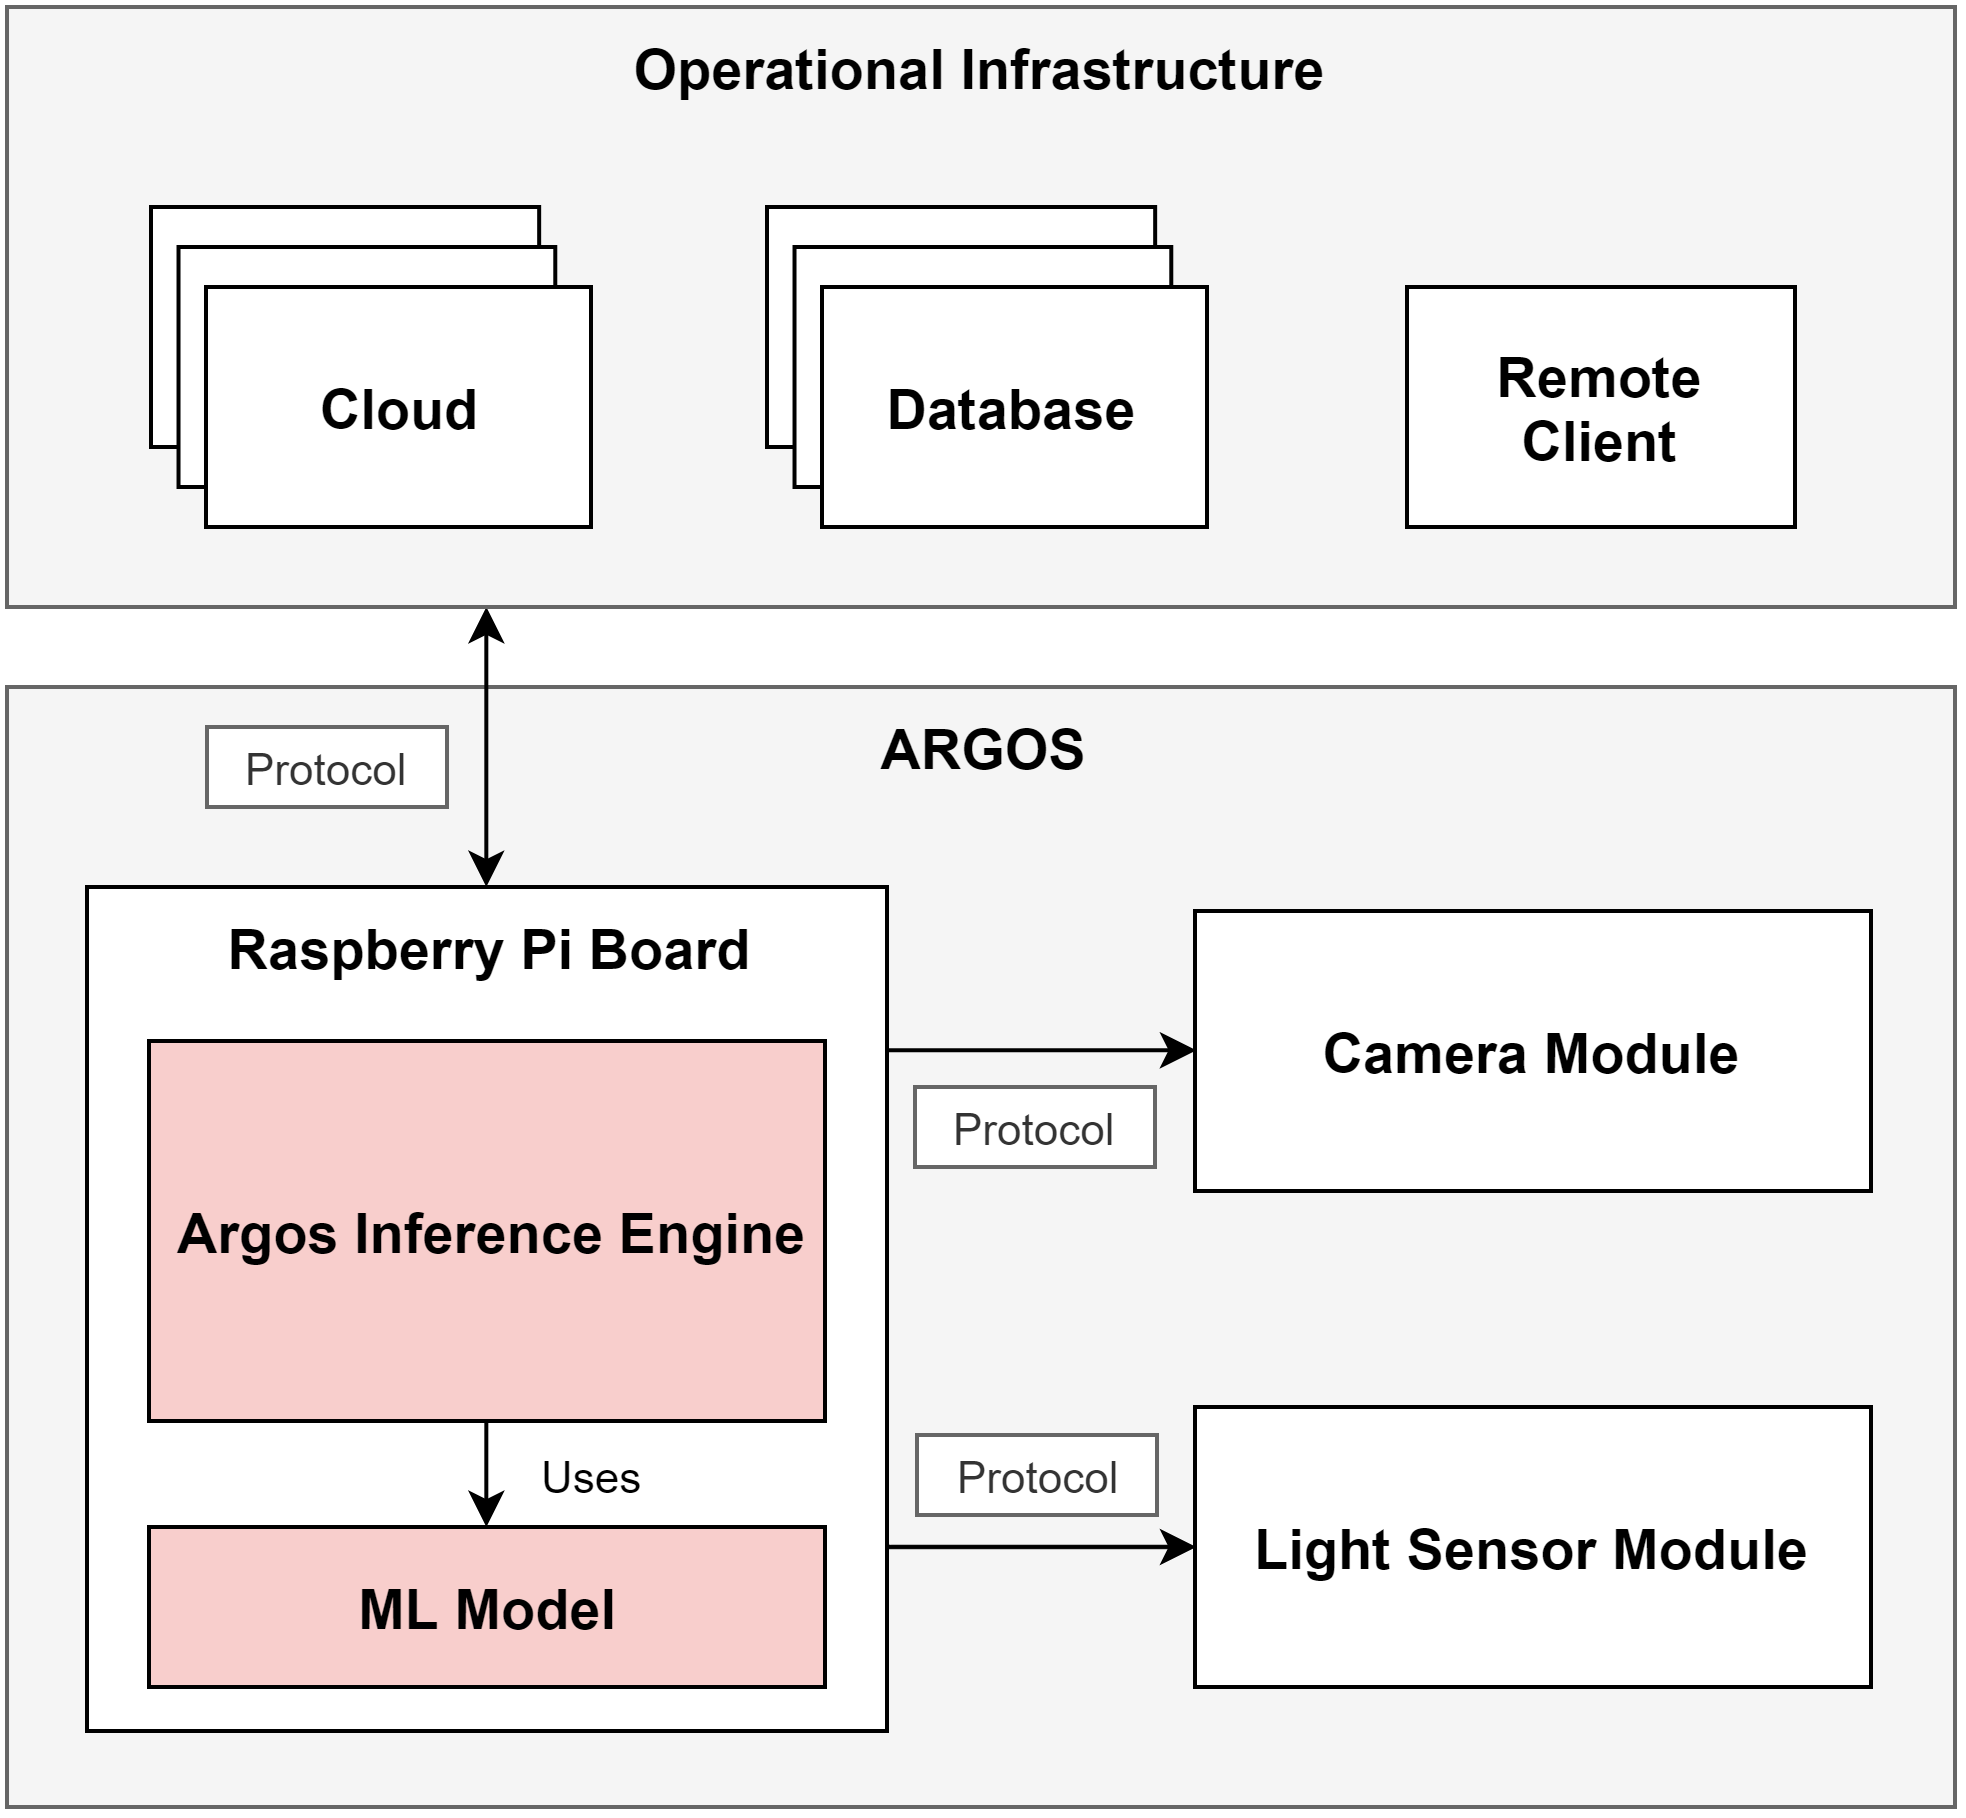 Operational Infrastructure
Cloud
Database
Remote
Client
Protocol
ARGOS
Raspberry Pi Board
Argos Inference Engine
Uses
ML Model
Protocol
Camera Module
Protocol
Light Sensor Module